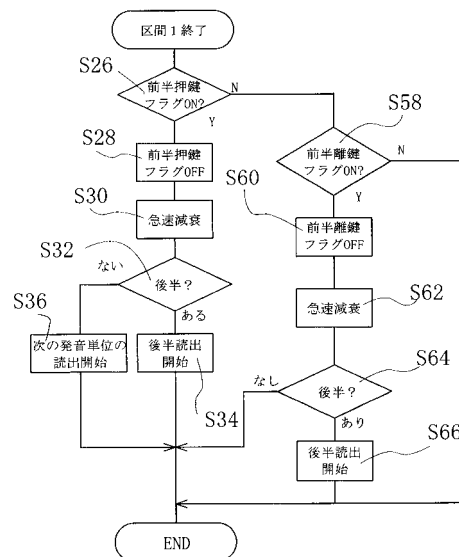 区間1終了
S26
前半押鍵
フラグON?
N
Y
S58
前半離鍵
フラグON?
N
Y
S28
前半押鍵
フラグOFF
S30
急速減衰
S60
前半離鍵
フラグOFF
S32
後半?
ない
ある
S62
急速減衰
S36
次の発音単位の
読出開始
後半読出
開始
S34
S64
後半?
なし
あり
S66
後半読出
開始
END